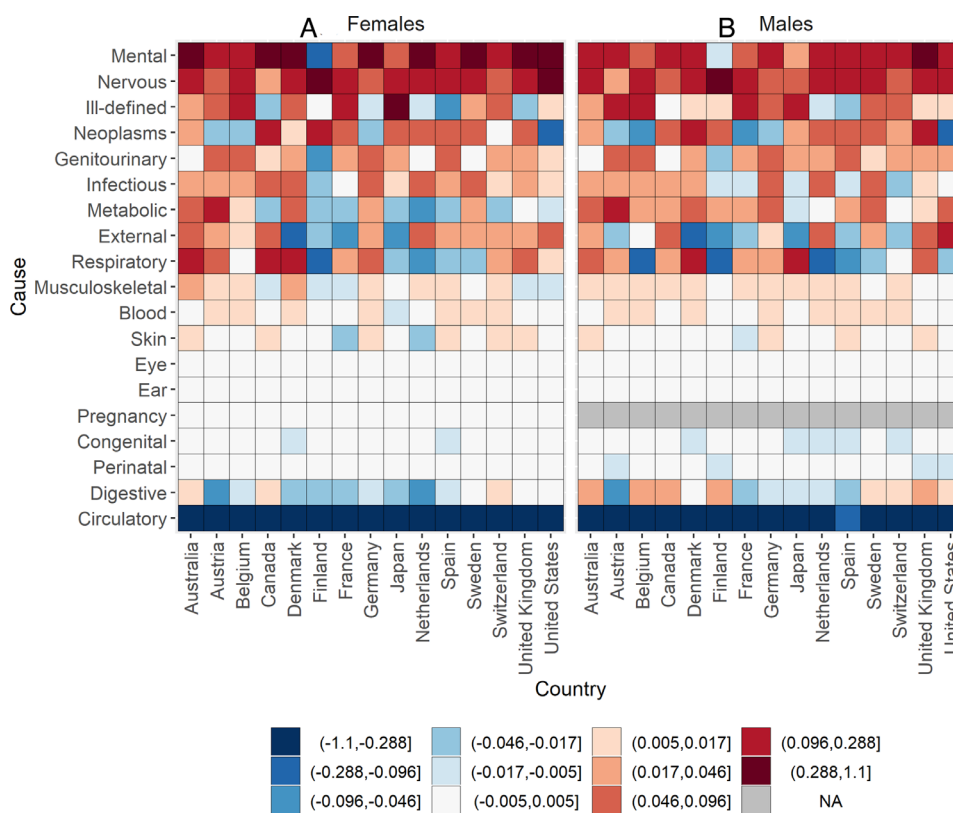 A Females
B Males
Mental
Nervous
Ill-defined
Neoplasms
Genitourinary
Infectious
Metabolic
External
Respiratory
Musculoskeletal
Blood
Skin
Eye
Ear
Pregnancy
Congenital
Perinatal
Digestive
Circulatory
Cause
Australia
Austria
Belgium
Canada
Denmark
Finland
France
Germany
Japan
Netherlands
Spain
Sweden
Switzerland
United Kingdom
United States
Australia
Austria
Belgium
Canada
Denmark
Finland
France
Germany
Japan
Netherlands
Spain
Sweden
Switzerland
United Kingdom
United States
Country
(-1.1,-0.288] (-0.046,-0.017] (0.005,0.017] (0.096,0.288]
(-0.288,-0.096] (-0.017,-0.005] (0.017,0.046] (0.288,1.1]
(-0.096,-0.046] (-0.005,0.005] (0.046,0.096] NA